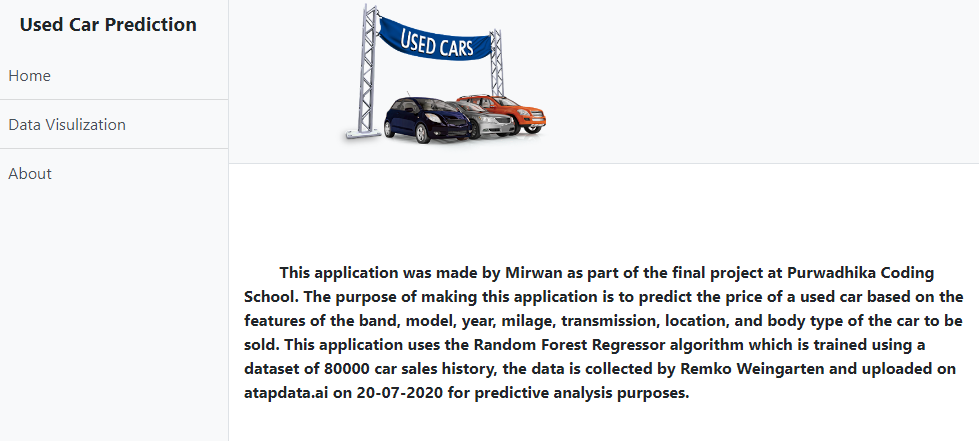 Used Car Prediction
Home
Data Visulization
About
USED CARS
This application was made by Mirwan as part of the final project at Purwadhika Coding
School. The purpose of making this application is to predict the price of a used car based on the
features of the band, model, year, milage, transmission, location, and body type of the car to be
sold. This application uses the Random Forest Regressor algorithm which is trained using a
dataset of 80000 car sales history, the data is collected by Remko Weingarten and uploaded on
atapdata.ai on 20-07-2020 for predictive analysis purposes.